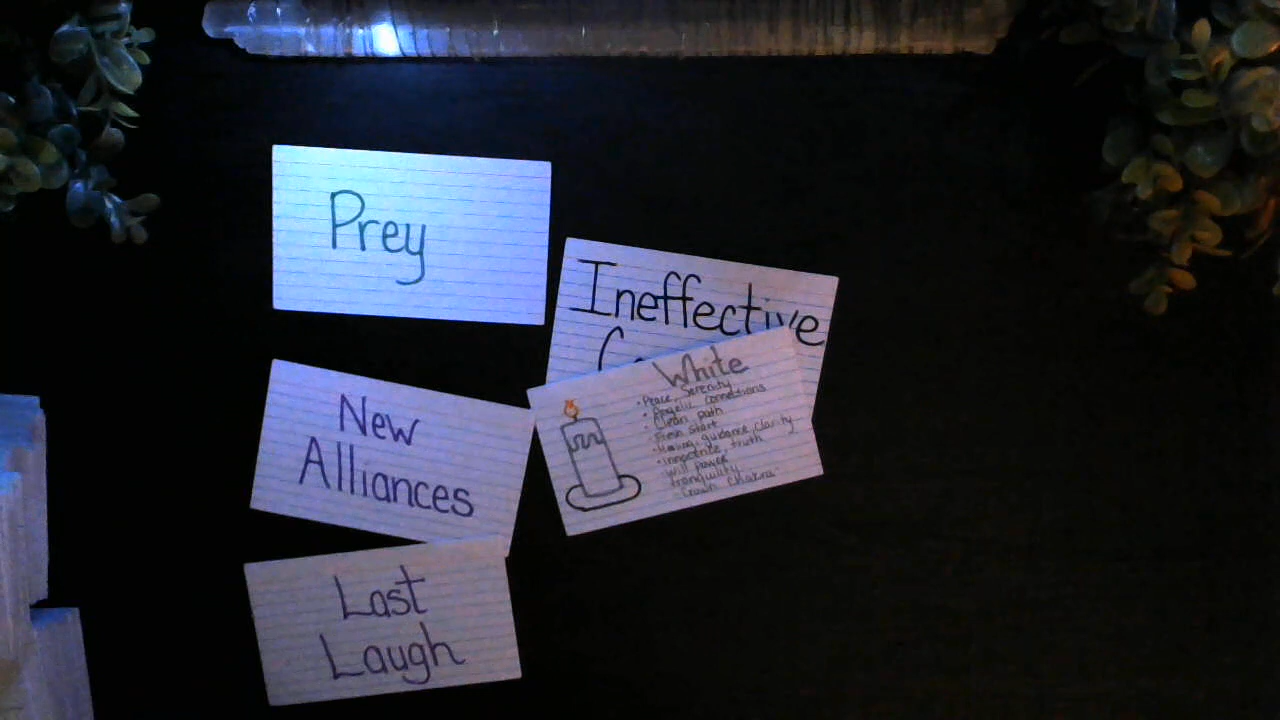 Prey
Ineffective
White
• Peace, Serenity
• Angelic connections
• Clean path
• Fresh start
• Healing, guidance, clarity
• innocence, truth
will power
tranquility
Crown Chakra
New
Alliances
Last
Laugh